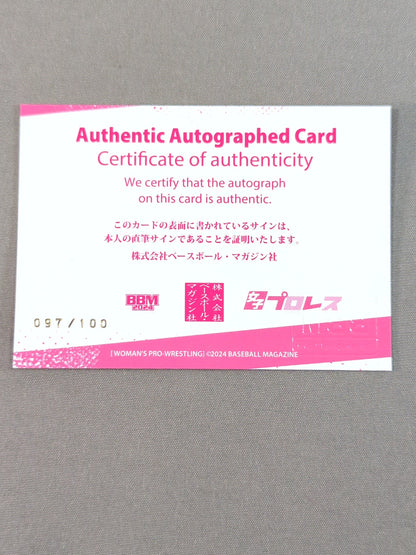 Authentic Autographed Card
Certificate of authenticity
We certify that the autograph
on this card is authentic.
このカードの表面に書かれているサインは、
本人の直筆サインであることを証明いたします。
株式会社ベースボール・マガジン社
BBM
2024
株式会社
ベースボール・
マガジン社
女子プロレス
097/100
[WOMAN'S PRO-WRESTLING] ©2024 BASEBALL MAGAZINE